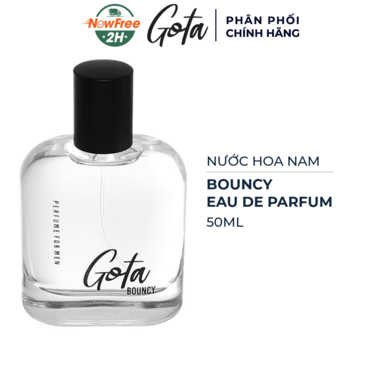 NowFree
2H
Gota
PHÂN PHỐI
CHÍNH HÃNG
NƯỚC HOA NAM
BOUNCY
EAU DE PARFUM
50ML
PERFUME FOR MEN
Gota
BOUNCY